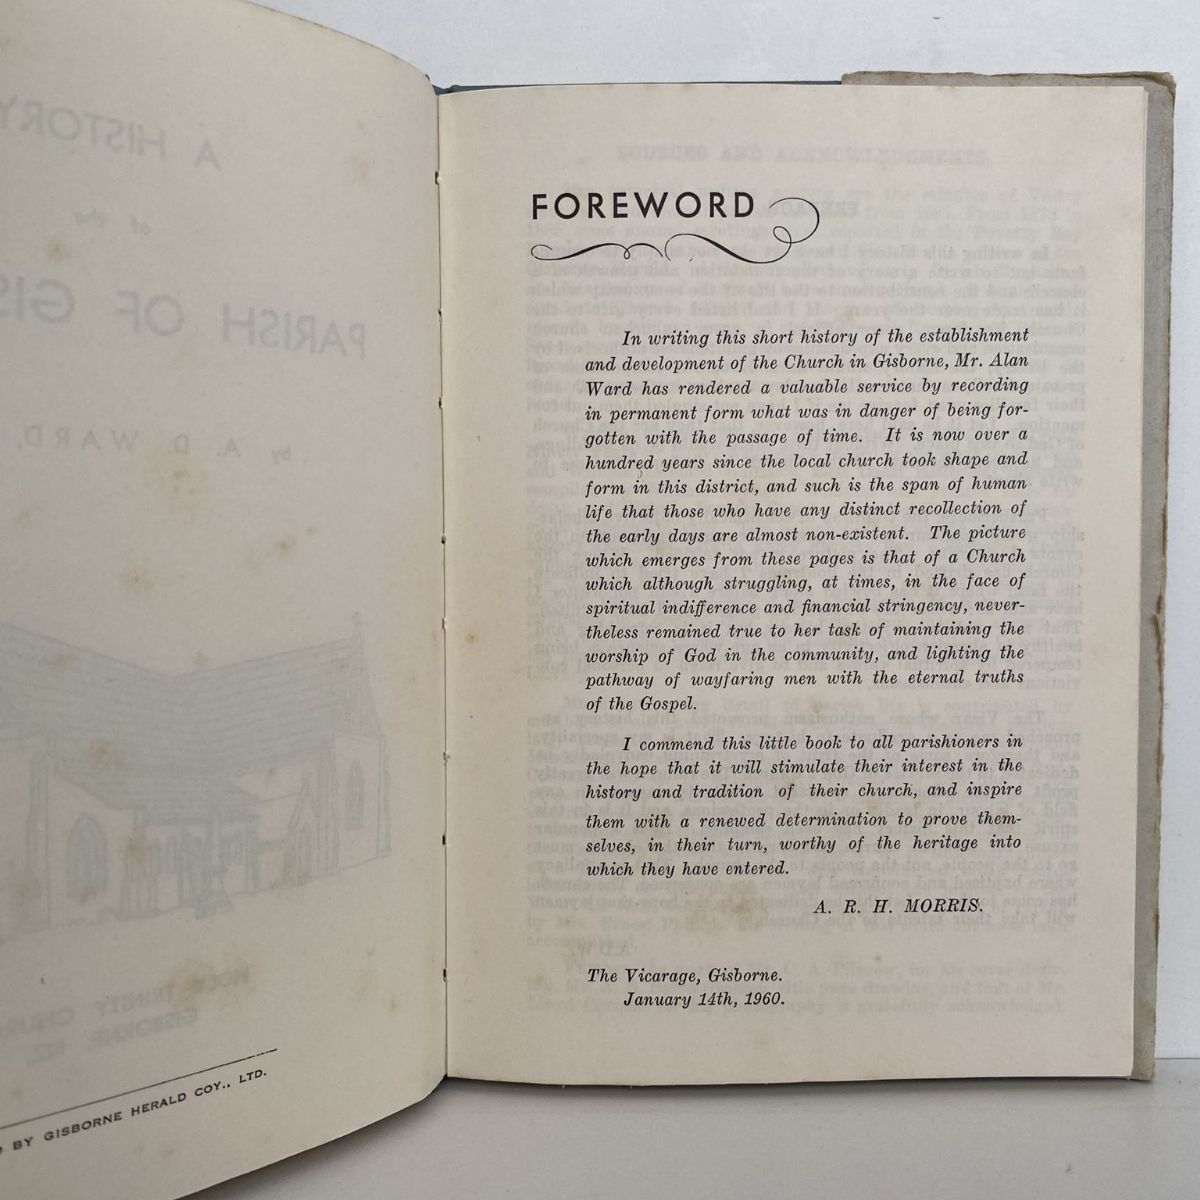 BY GISBORNE HERALD COY., LTD.
FOREWORD
In writing this short history of the establishment
and development of the Church in Gisborne, Mr. Alan
Ward has rendered a valuable service by recording
in permanent form what was in danger of being for-
gotten with the passage of time. It is now over a
hundred years since the local church took shape and
form in this district, and such is the span of human
life that those who have any distinct recollection of
the early days are almost non-existent. The picture
which emerges from these pages is that of a Church
which although struggling, at times, in the face of
spiritual indifference and financial stringency, never-
theless remained true to her task of maintaining the
worship of God in the community, and lighting the
pathway of wayfaring men with the eternal truths
of the Gospel.
I commend this little book to all parishioners in
the hope that it will stimulate their interest in the
history and tradition of their church, and inspire
them with a renewed determination to prove them-
selves, in their turn, worthy of the heritage into
which they have entered.
A. R. H. MORRIS.
The Vicarage, Gisborne.
January 14th, 1960.